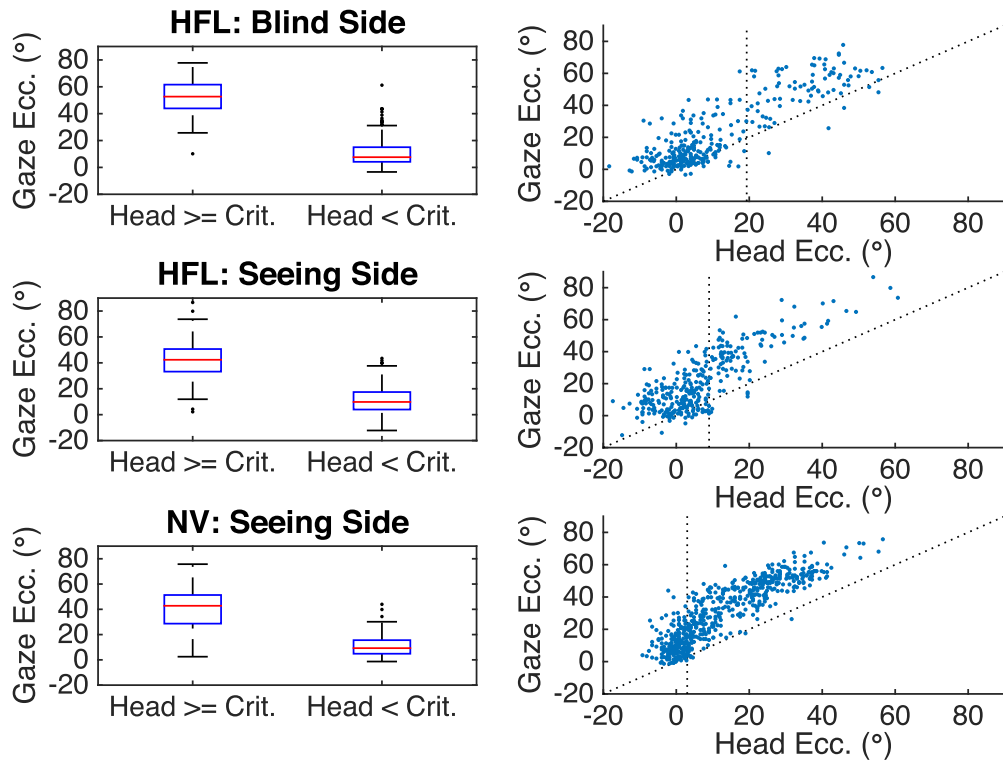 HFL: Blind Side
Gaze Ecc. (°)
80
60
40
20
0
-20
Head >= Crit.
Head < Crit.
Gaze Ecc. (°)
80
60
40
20
0
-20
-20 0 20 40 60 80
Head Ecc. (°)
HFL: Seeing Side
Gaze Ecc. (°)
80
60
40
20
0
-20
Head >= Crit.
Head < Crit.
Gaze Ecc. (°)
80
60
40
20
0
-20
-20 0 20 40 60 80
Head Ecc. (°)
NV: Seeing Side
Gaze Ecc. (°)
80
60
40
20
0
-20
Head >= Crit.
Head < Crit.
Gaze Ecc. (°)
80
60
40
20
0
-20
-20 0 20 40 60 80
Head Ecc. (°)